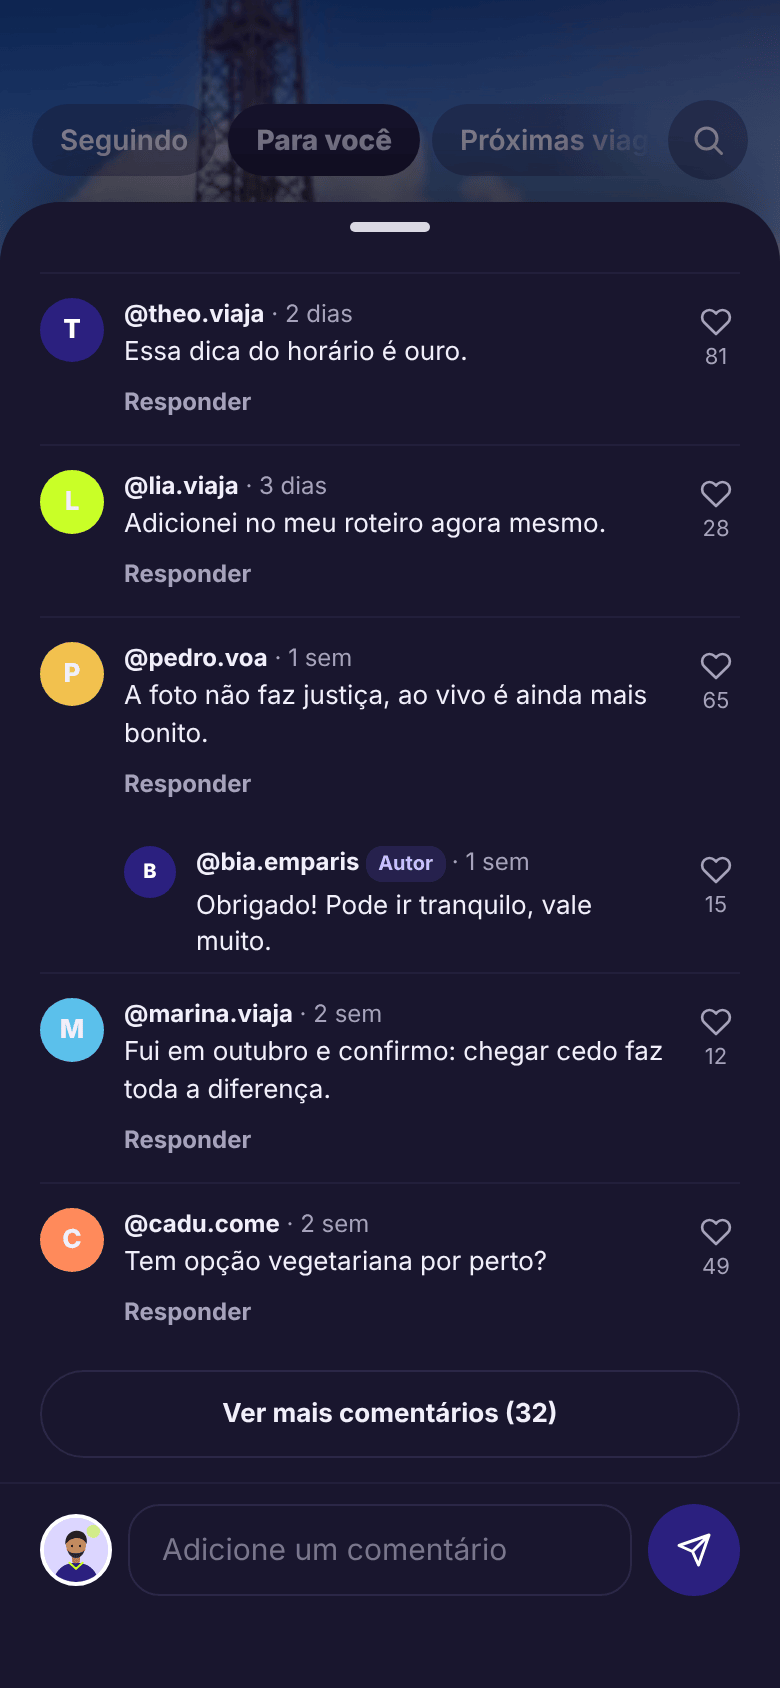 Seguindo
Para você
Próximas viag
T
@theo.viaja · 2 dias
Essa dica do horário é ouro.
81
Responder
L
@lia.viaja · 3 dias
Adicionei no meu roteiro agora mesmo.
28
Responder
P
@pedro.voa · 1 sem
A foto não faz justiça, ao vivo é ainda mais
bonito.
65
Responder
B
@bia.emparis Autor · 1 sem
Obrigado! Pode ir tranquilo, vale
muito.
15
M
@marina.viaja · 2 sem
Fui em outubro e confirmo: chegar cedo faz
toda a diferença.
12
Responder
C
@cadu.come · 2 sem
Tem opção vegetariana por perto?
49
Responder
Ver mais comentários (32)
Adicione um comentário